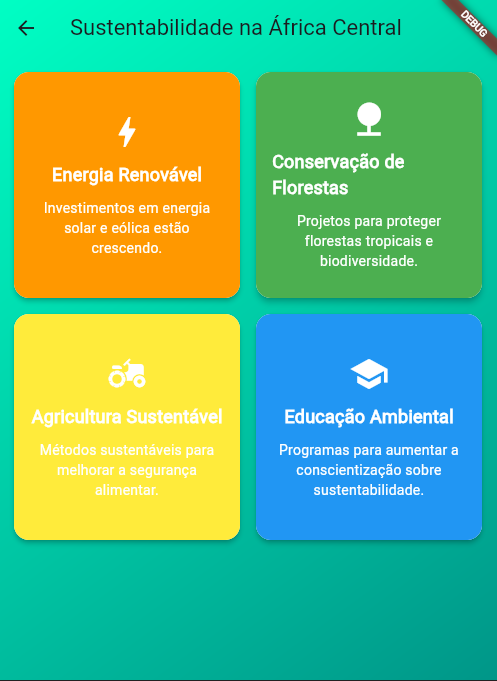 Sustentabilidade na África Central
DEBUG
Energia Renovável
Investimentos em energia
solar e eólica estão
crescendo.
Conservação de
Florestas
Projetos para proteger
florestas tropicais e
biodiversidade.
Agricultura Sustentável
Métodos sustentáveis para
melhorar a segurança
alimentar.
Educação Ambiental
Programas para aumentar a
conscientização sobre
sustentabilidade.